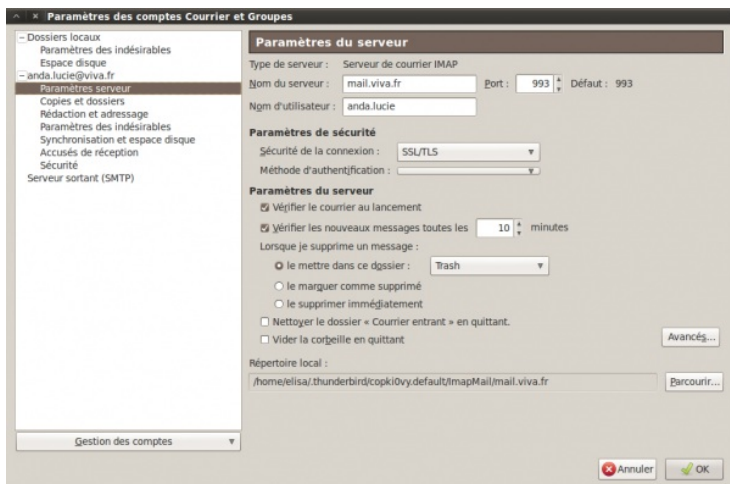 Paramètres des comptes Courrier et Groupes
Dossiers locaux
Paramètres des indésirables
Espace disque
anda.lucie@viva.fr
Paramètres serveur
Copies et dossiers
Rédaction et adressage
Paramètres des indésirables
Synchronisation et espace disque
Accusés de réception
Sécurité
Serveur sortant (SMTP)
Gestion des comptes
Paramètres du serveur
Type de serveur : Serveur de courrier IMAP
Nom du serveur : mail.viva.fr Port : 993 Défaut : 993
Nom d'utilisateur : anda.lucie
Paramètres de sécurité
Sécurité de la connexion : SSL/TLS
Méthode d'authentification :
Paramètres du serveur
Vérifier le courrier au lancement
Vérifier les nouveaux messages toutes les 10 minutes
Lorsque je supprime un message :
le mettre dans ce dossier : Trash
le marquer comme supprimé
le supprimer immédiatement
Nettoyer le dossier « Courrier entrant » en quittant.
Vider la corbeille en quittant
Avancés...
Répertoire local :
/home/elisa/.thunderbird/copki0vy.default/ImapMail/mail.viva.fr Parcourir...
Annuler OK